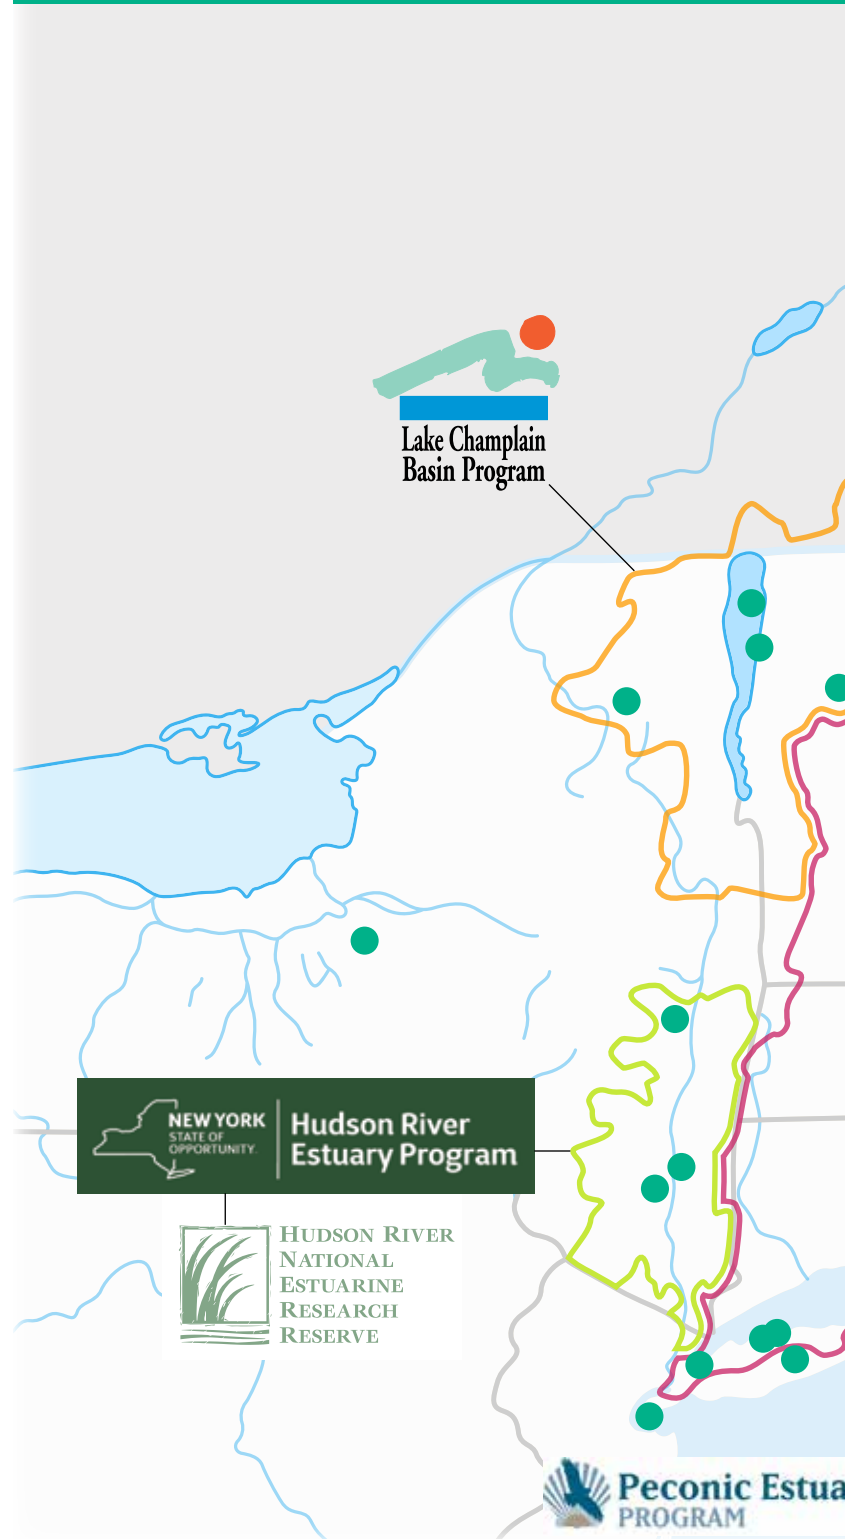 Lake Champlain
Basin Program
NEW YORK
STATE OF
OPPORTUNITY.
Hudson River
Estuary Program
HUDSON RIVER
NATIONAL
ESTUARINE
RESEARCH
RESERVE
Peconic Estua
PROGRAM